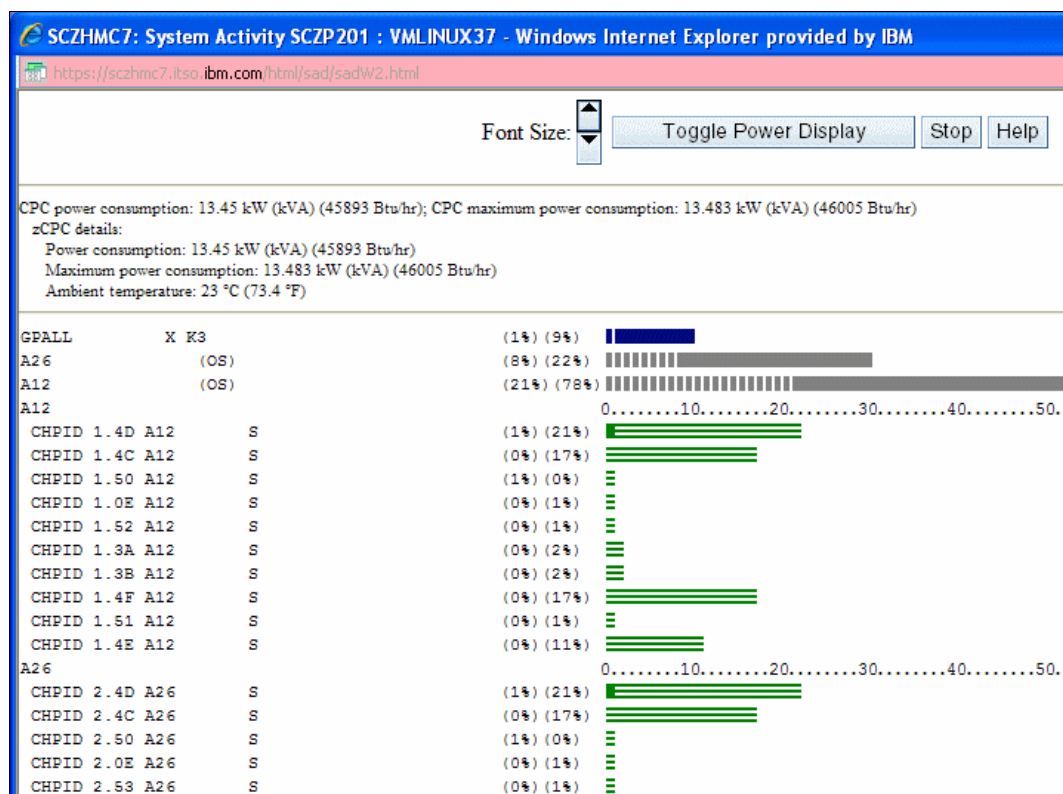 SCZHMC7: System Activity SCZP201 : VMLINUX37 - Windows Internet Explorer provided by IBM
https://sczhmc7.itso.ibm.com/html/sad/sadW2.html
Font Size: Toggle Power Display Stop Help
CPC power consumption: 13.45 kW (kVA) (45893 Btu/hr); CPC maximum power consumption: 13.483 kW (kVA) (46005 Btu/hr)
zCPC details:
Power consumption: 13.45 kW (kVA) (45893 Btu/hr)
Maximum power consumption: 13.483 kW (kVA) (46005 Btu/hr)
Ambient temperature: 23 °C (73.4 °F)
GPALL X K3 (1%)(9%)
A26 (OS) (8%)(22%)
A12 (OS) (21%)(78%)
A12 0........10.......20........30........40........50.
CHPID 1.4D A12 S (1%)(21%)
CHPID 1.4C A12 S (0%)(17%)
CHPID 1.50 A12 S (1%)(0%)
CHPID 1.0E A12 S (0%)(1%)
CHPID 1.52 A12 S (0%)(1%)
CHPID 1.3A A12 S (0%)(2%)
CHPID 1.3B A12 S (0%)(2%)
CHPID 1.4F A12 S (0%)(17%)
CHPID 1.51 A12 S (0%)(1%)
CHPID 1.4E A12 S (0%)(11%)
A26 0........10.......20........30........40........50.
CHPID 2.4D A26 S (1%)(21%)
CHPID 2.4C A26 S (0%)(17%)
CHPID 2.50 A26 S (1%)(0%)
CHPID 2.0E A26 S (0%)(1%)
CHPID 2.53 A26 S (0%)(1%)